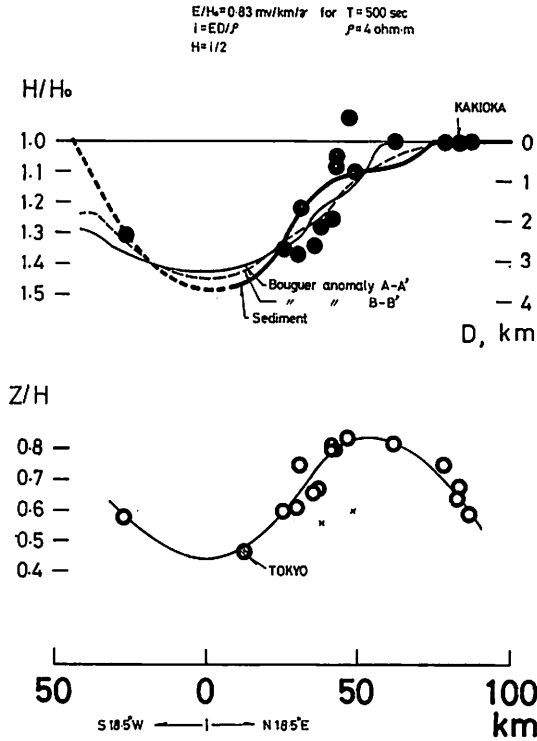 E/H₀=0·83 mv/km/γ for T=500 sec
i=ED/ρ ρ=4 ohm·m
H=i/2
H/H₀
KAKIOKA
1.0
0
1.1
1
1.2
1.3
2
1.4
3
1.5
4
Bouguer anomaly A-A'
〃 〃 B-B'
Sediment
D, km
Z/H
0.8
0.7
0.6
0.5
0.4
TOKYO
50 0 50 100
km
S 18.5°W N 18.5°E